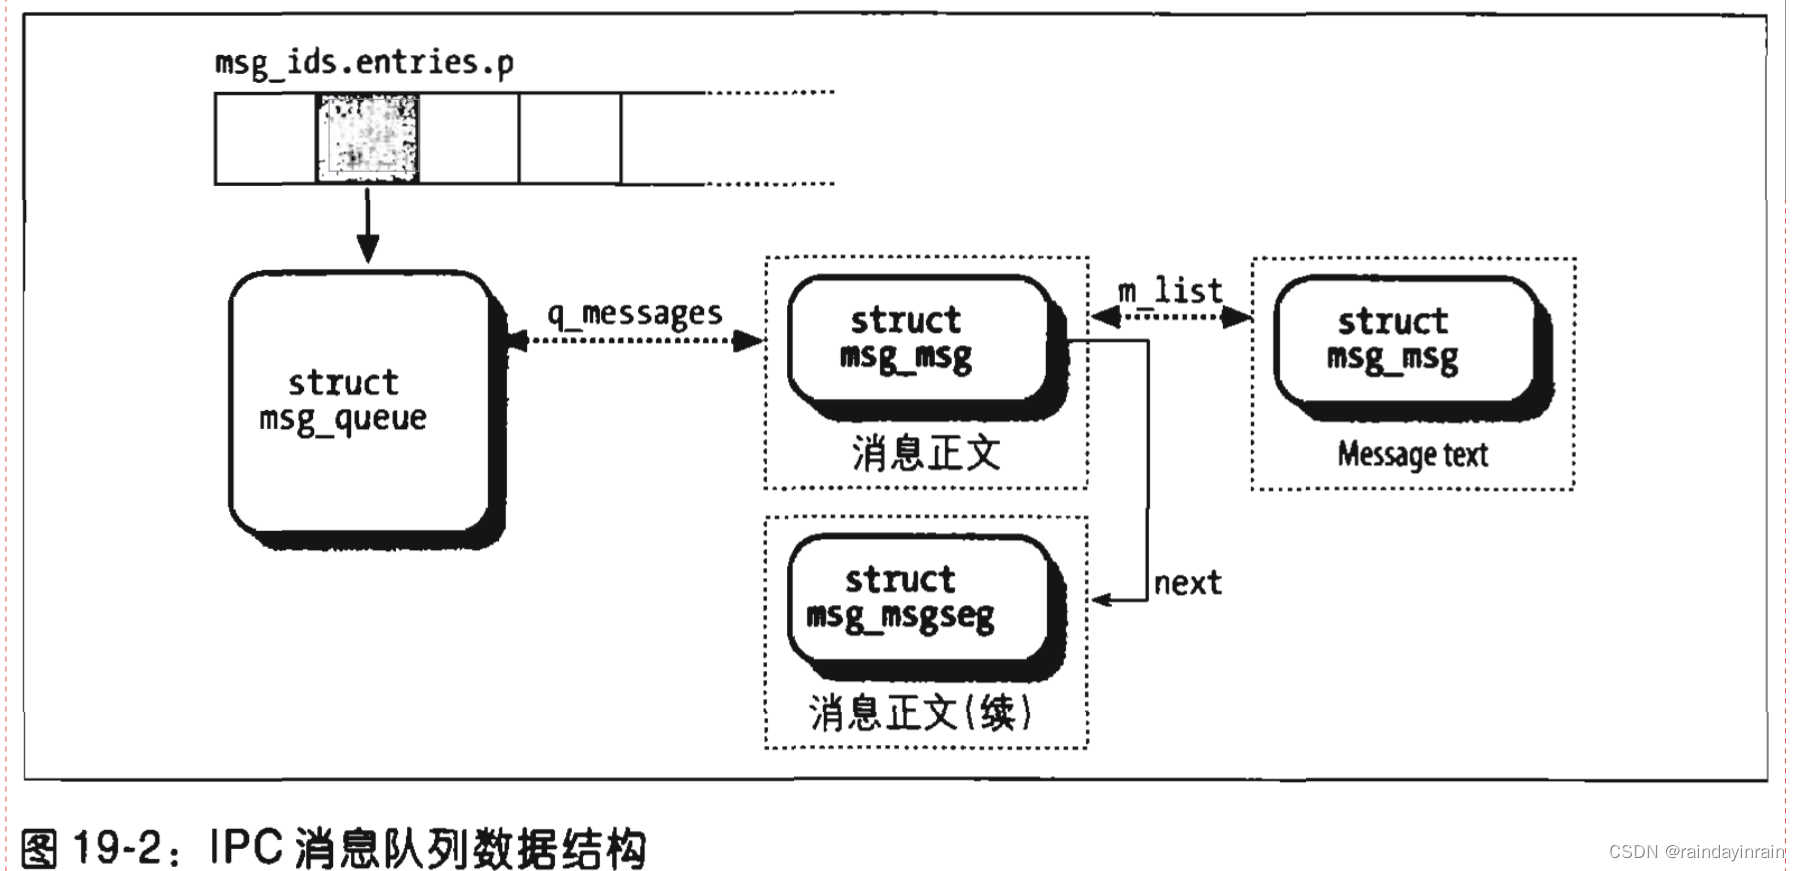 msg_ids.entries.p
q_messages
struct
msg_queue
struct
msg_msg
消息正文
m_list
struct
msg_msg
Message text
struct
msg_msgseg
消息正文(续)
next
图 19-2：IPC 消息队列数据结构
CSDN @raindayinrain